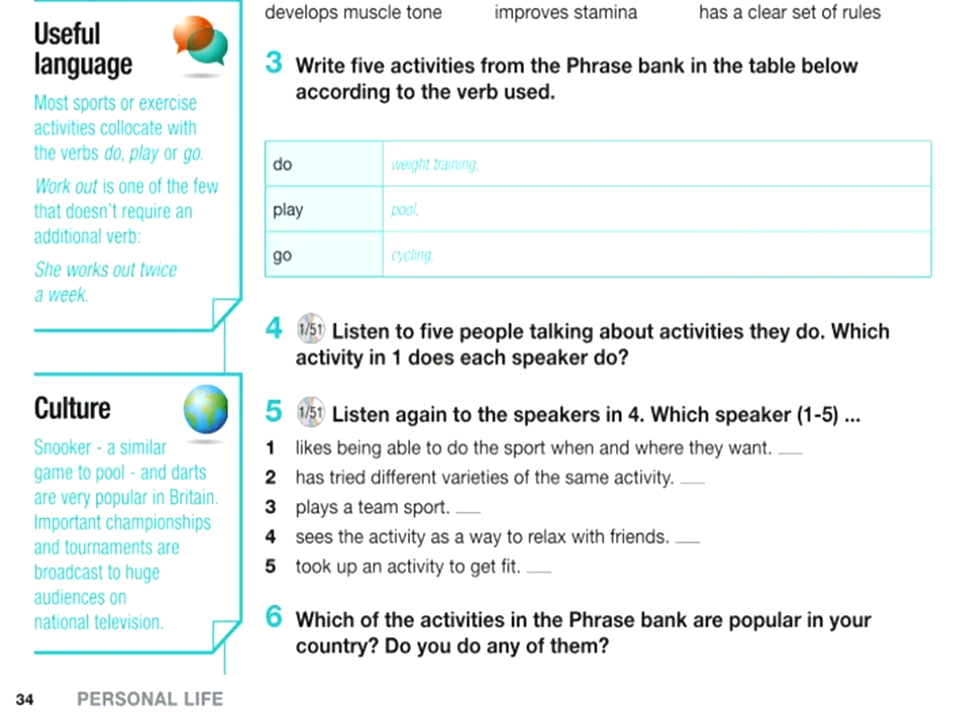 develops muscle tone improves stamina has a clear set of rules
Useful
language
Most sports or exercise
activities collocate with
the verbs do, play or go.
Work out is one of the few
that doesn't require an
additional verb:
She works out twice
a week.
3 Write five activities from the Phrase bank in the table below
according to the verb used.
do weight training,
play pool,
go cycling,
4 1/51 Listen to five people talking about activities they do. Which
activity in 1 does each speaker do?
Culture
Snooker - a similar
game to pool - and darts
are very popular in Britain.
Important championships
and tournaments are
broadcast to huge
audiences on
national television.
5 1/51 Listen again to the speakers in 4. Which speaker (1-5) ...
1 likes being able to do the sport when and where they want. __
2 has tried different varieties of the same activity. __
3 plays a team sport. __
4 sees the activity as a way to relax with friends. __
5 took up an activity to get fit. __
6 Which of the activities in the Phrase bank are popular in your
country? Do you do any of them?
34 PERSONAL LIFE